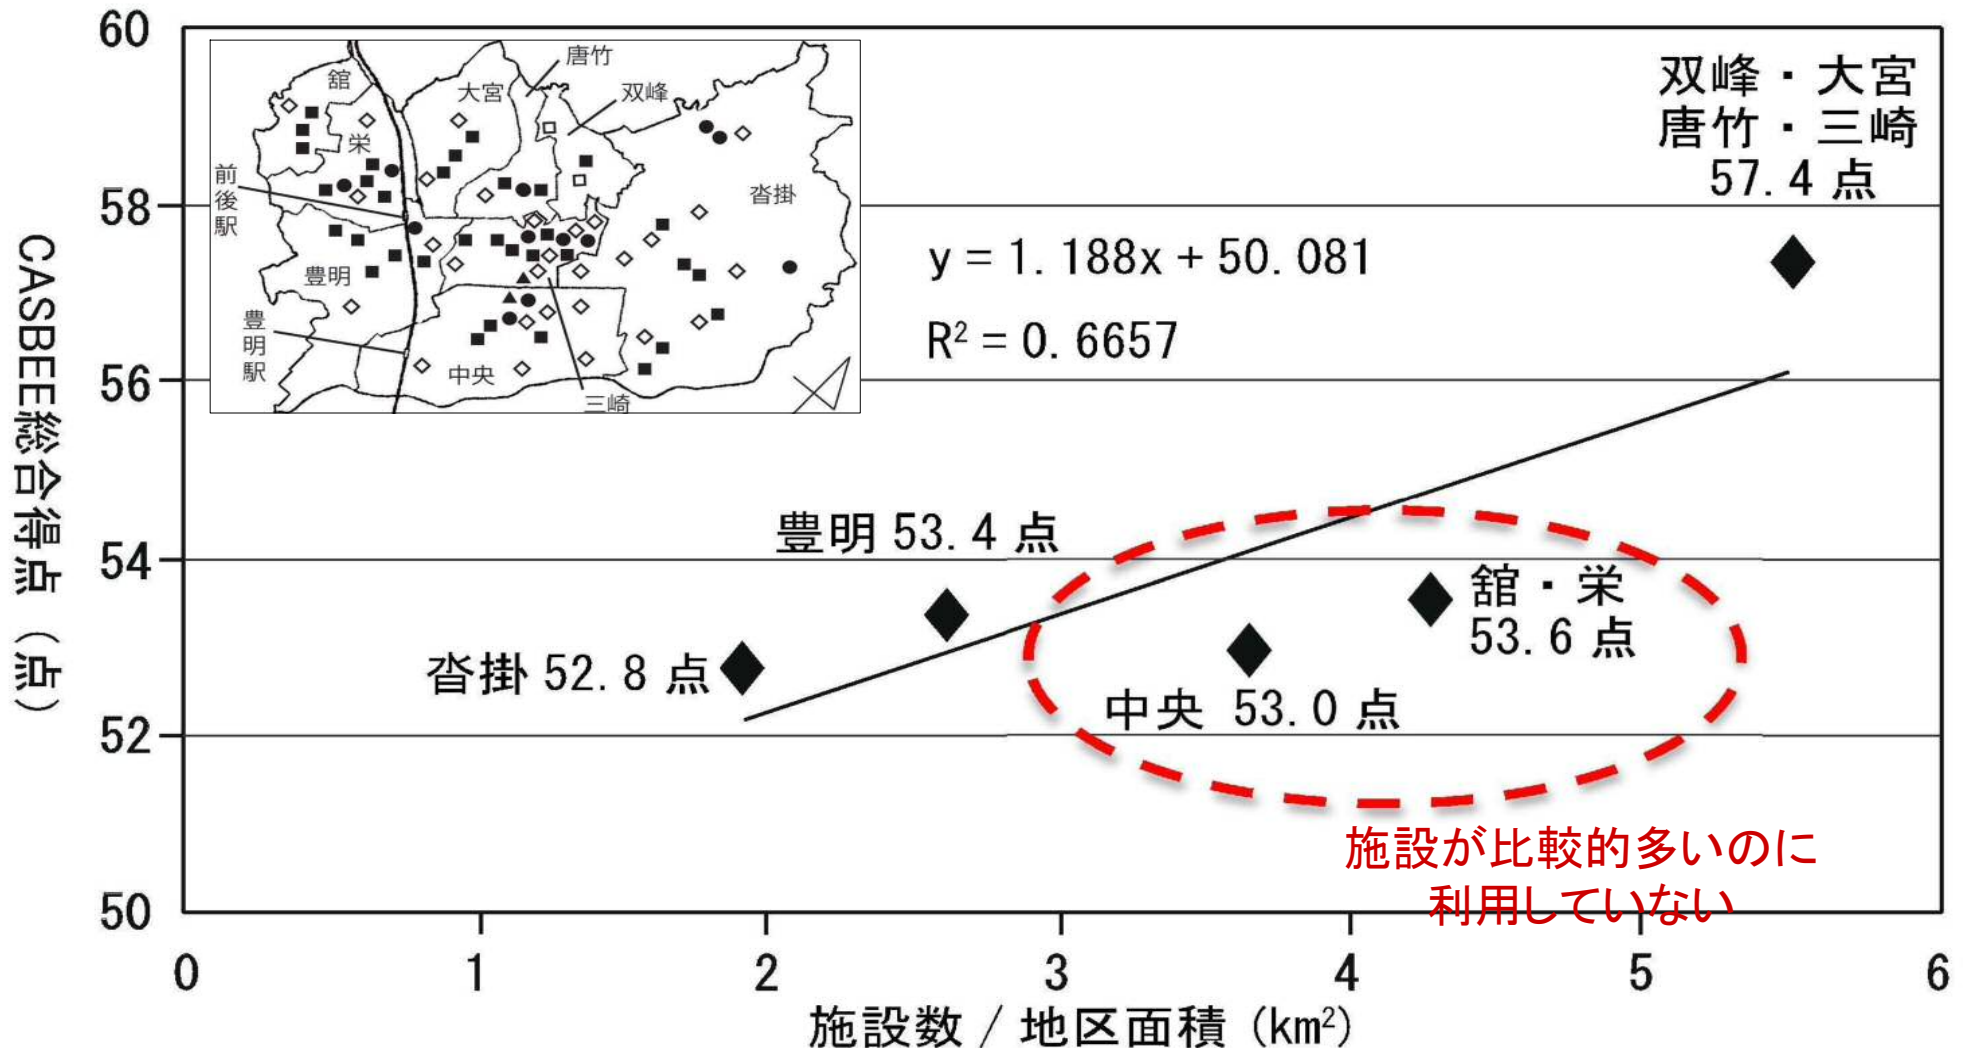 60
58
56
54
52
50
CASBEE総合得点（点）
舘
栄
大宮
唐竹
双峰
沓掛
前後駅
豊明
豊明駅
中央
三崎
双峰・大宮
唐竹・三崎
57.4 点
y = 1.188x + 50.081
R² = 0.6657
豊明 53.4 点
沓掛 52.8 点
舘・栄
53.6 点
中央 53.0 点
施設が比較的多いのに
利用していない
0 1 2 3 4 5 6
施設数 / 地区面積 (km²)